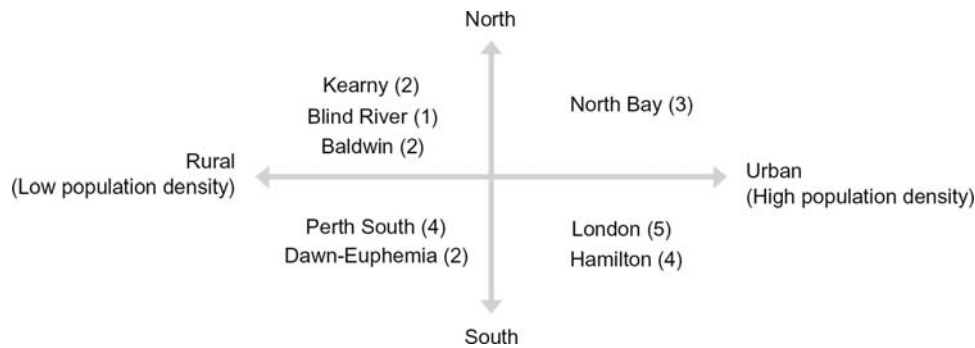 North
Kearny (2)
North Bay (3)
Blind River (1)
Baldwin (2)
Rural
(Low population density)
Urban
(High population density)
Perth South (4)
London (5)
Dawn-Euphemia (2)
Hamilton (4)
South